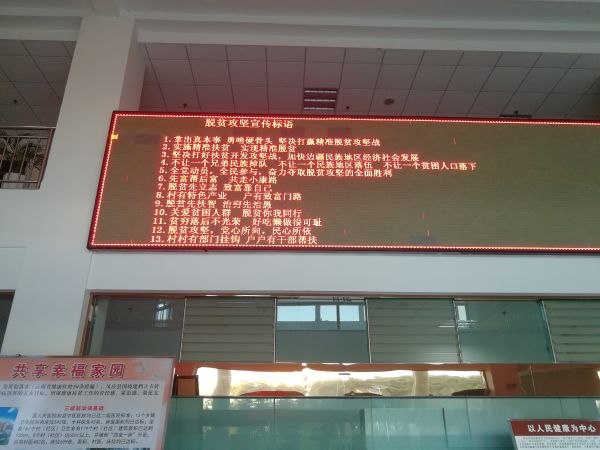 脱贫攻坚宣传标语
1.拿出真本事 勇啃硬骨头 坚决打赢精准脱贫攻坚战
2.实施精准扶贫 实现精准脱贫
3.坚决打好扶贫开发攻坚战，加快边疆民族地区经济社会发展
4.不让一个兄弟民族掉队 不让一个民族地区落伍 不让一个贫困人口落下
5.全党动员，全民参与，奋力夺取脱贫攻坚的全面胜利
6.先富帮后富 共走小康路
7.脱贫先立志 致富靠自己
8.村有特色产业 户有致富门路
9.脱贫先扶智 治穷先治愚
10.关爱贫困人群 脱贫你我同行
11.贫穷落后不光荣 好吃懒做很可耻
12.脱贫攻坚，党心所向，民心所依
13.村村有部门挂钩 户户有干部帮扶
共享幸福家园
三级联动强基础
以人民健康为中心